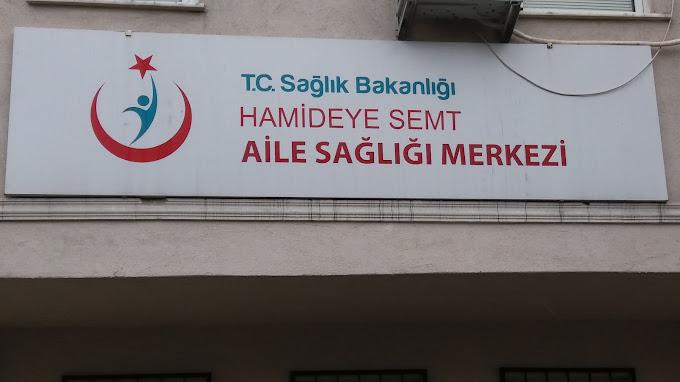 T.C. Sağlık Bakanlığı
HAMİDEYE SEMT
AİLE SAĞLIĞI MERKEZİ